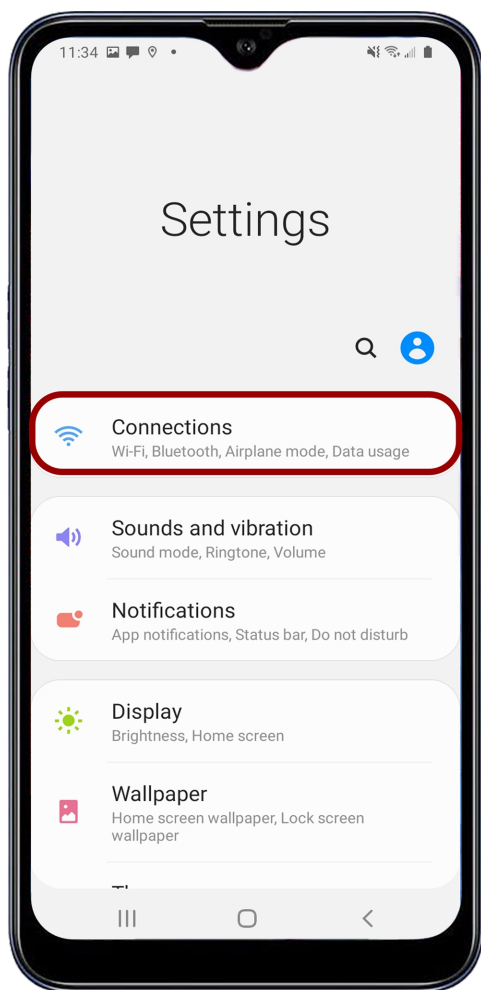 11:34
Settings
Connections
Wi-Fi, Bluetooth, Airplane mode, Data usage
Sounds and vibration
Sound mode, Ringtone, Volume
Notifications
App notifications, Status bar, Do not disturb
Display
Brightness, Home screen
Wallpaper
Home screen wallpaper, Lock screen
wallpaper